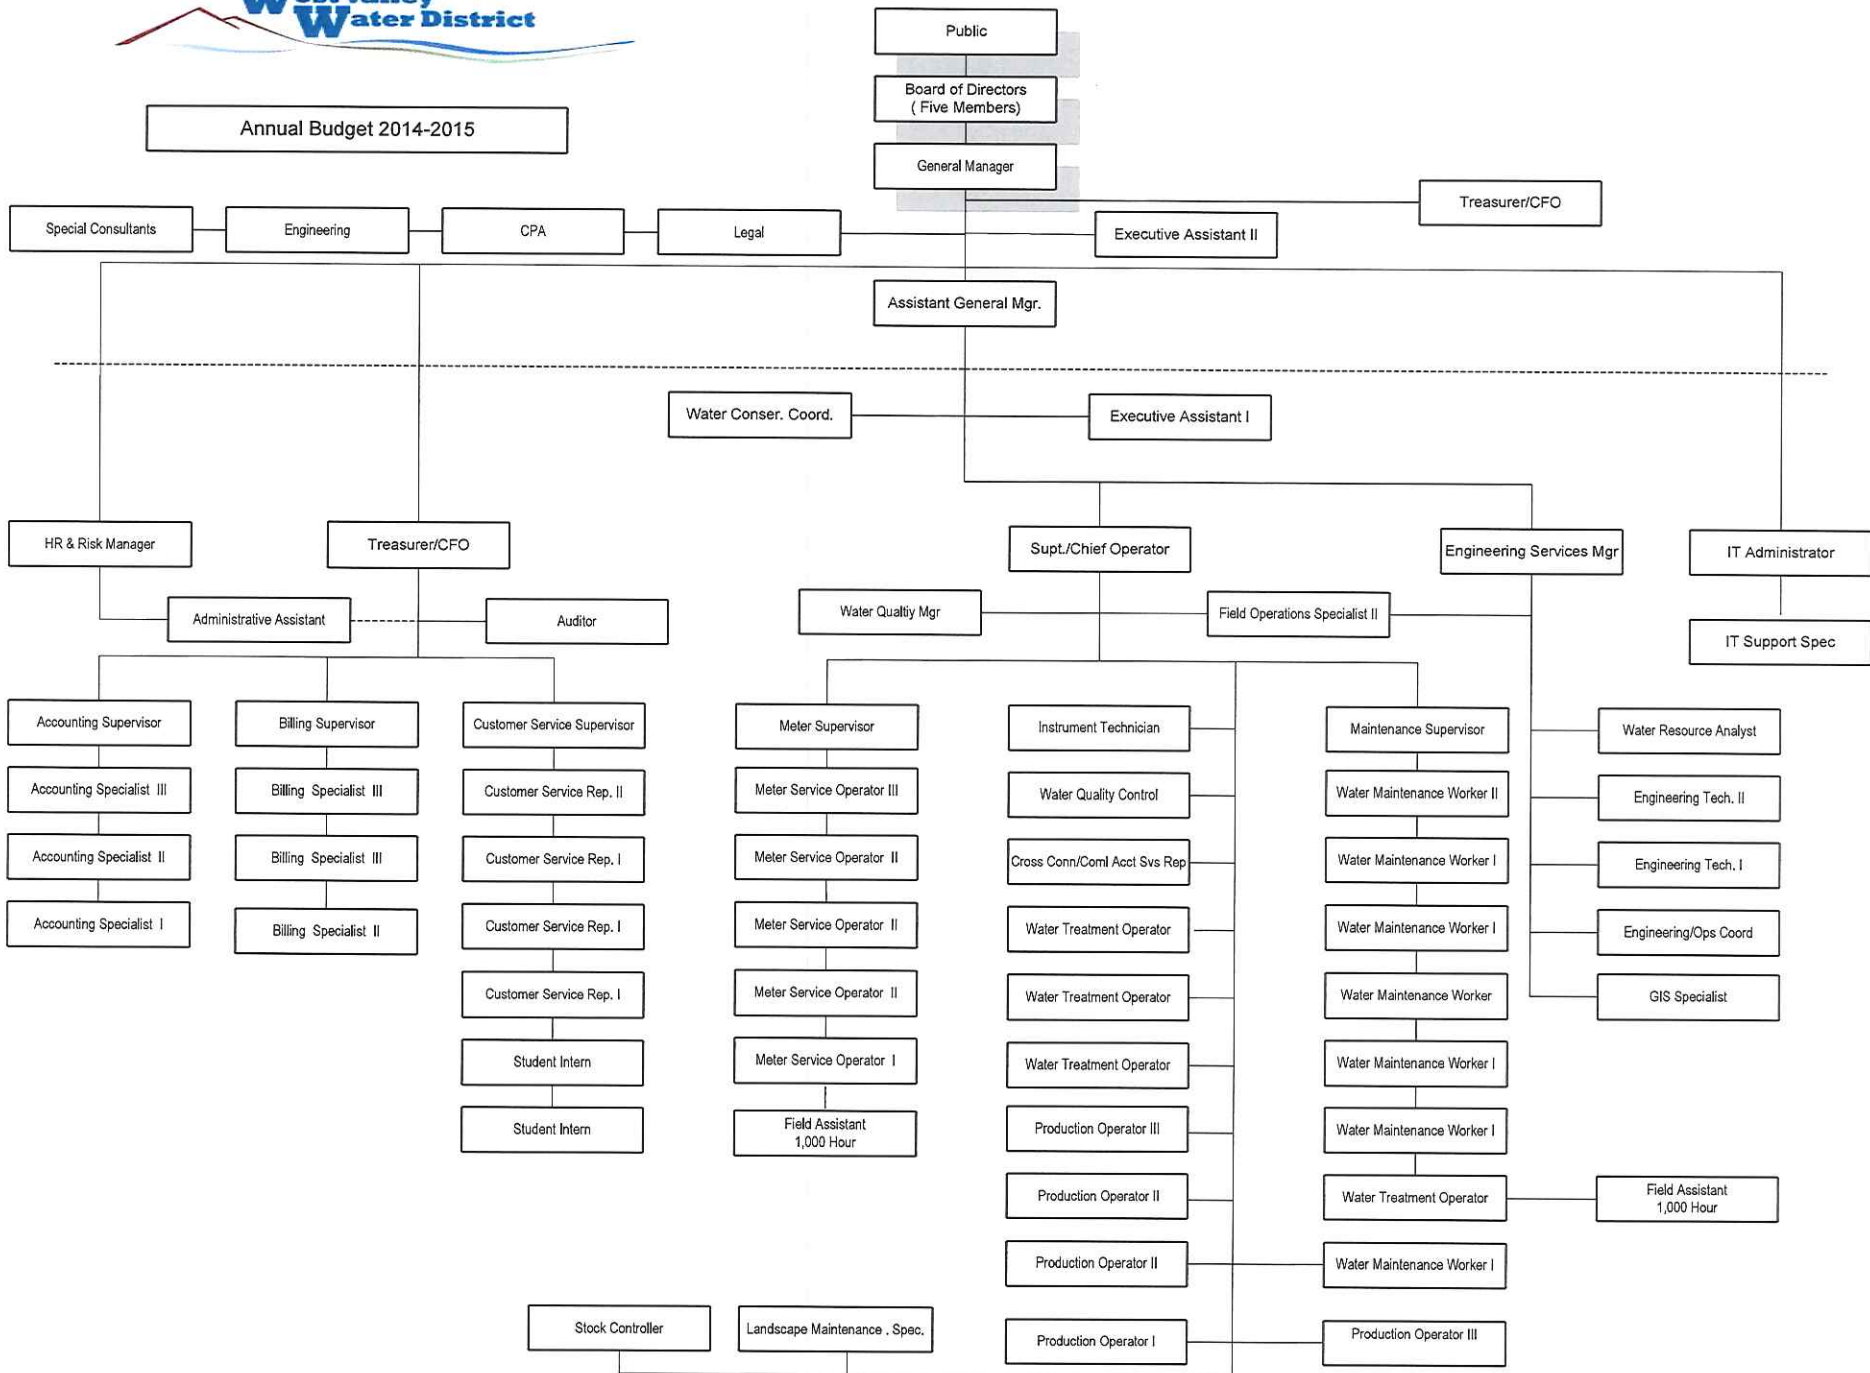 Water District
Annual Budget 2014-2015
Public
Board of Directors
( Five Members)
General Manager
Treasurer/CFO
Special Consultants
Engineering
CPA
Legal
Executive Assistant II
Assistant General Mgr.
Water Conser. Coord.
Executive Assistant I
HR & Risk Manager
Treasurer/CFO
Supt./Chief Operator
Engineering Services Mgr
IT Administrator
Administrative Assistant
Auditor
Water Qualtiy Mgr
Field Operations Specialist II
IT Support Spec
Accounting Supervisor
Accounting Specialist III
Accounting Specialist II
Accounting Specialist I
Billing Supervisor
Billing Specialist III
Billing Specialist III
Billing Specialist II
Customer Service Supervisor
Customer Service Rep. II
Customer Service Rep. I
Customer Service Rep. I
Customer Service Rep. I
Student Intern
Student Intern
Meter Supervisor
Meter Service Operator III
Meter Service Operator II
Meter Service Operator II
Meter Service Operator II
Meter Service Operator I
Field Assistant
1,000 Hour
Instrument Technician
Water Quality Control
Cross Conn/Coml Acct Svs Rep
Water Treatment Operator
Water Treatment Operator
Water Treatment Operator
Production Operator III
Production Operator II
Production Operator II
Production Operator I
Maintenance Supervisor
Water Maintenance Worker II
Water Maintenance Worker I
Water Maintenance Worker I
Water Maintenance Worker
Water Maintenance Worker I
Water Maintenance Worker I
Water Treatment Operator
Water Maintenance Worker I
Production Operator III
Water Resource Analyst
Engineering Tech. II
Engineering Tech. I
Engineering/Ops Coord
GIS Specialist
Field Assistant
1,000 Hour
Stock Controller
Landscape Maintenance . Spec.